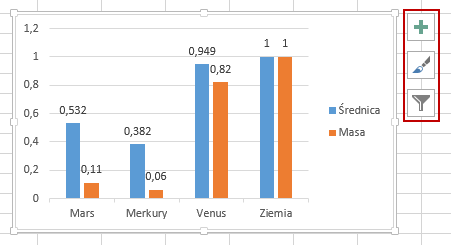 1,2
1
0,8
0,6
0,4
0,2
0
0,532
0,11
0,382
0,06
0,949
0,82
1
1
Mars
Merkury
Venus
Ziemia
Średnica
Masa